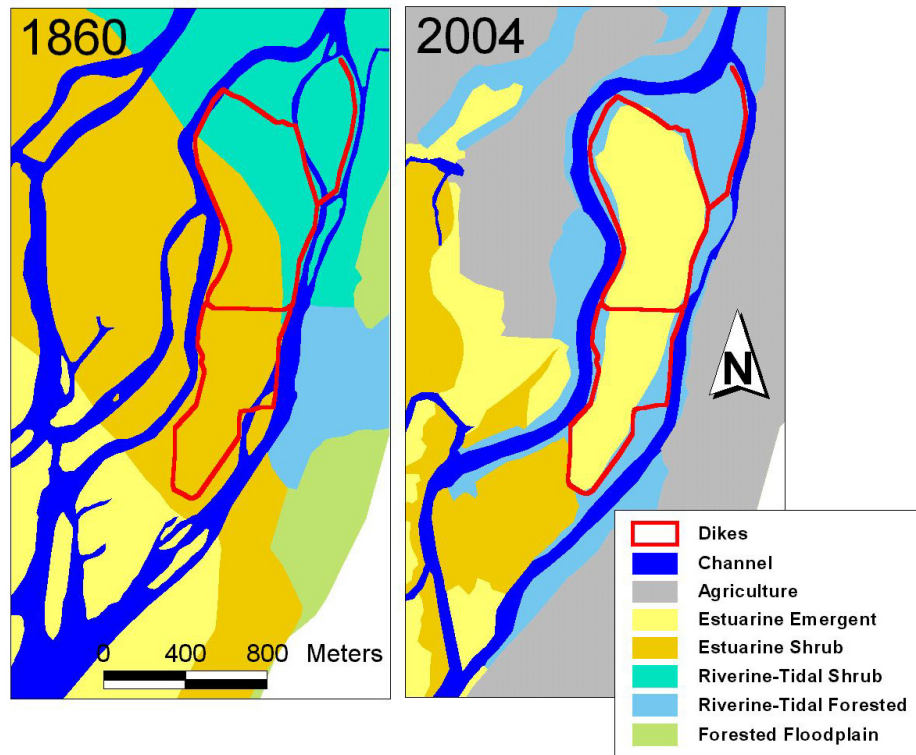 1860
2004
N
0 400 800 Meters
Dikes
Channel
Agriculture
Estuarine Emergent
Estuarine Shrub
Riverine-Tidal Shrub
Riverine-Tidal Forested
Forested Floodplain